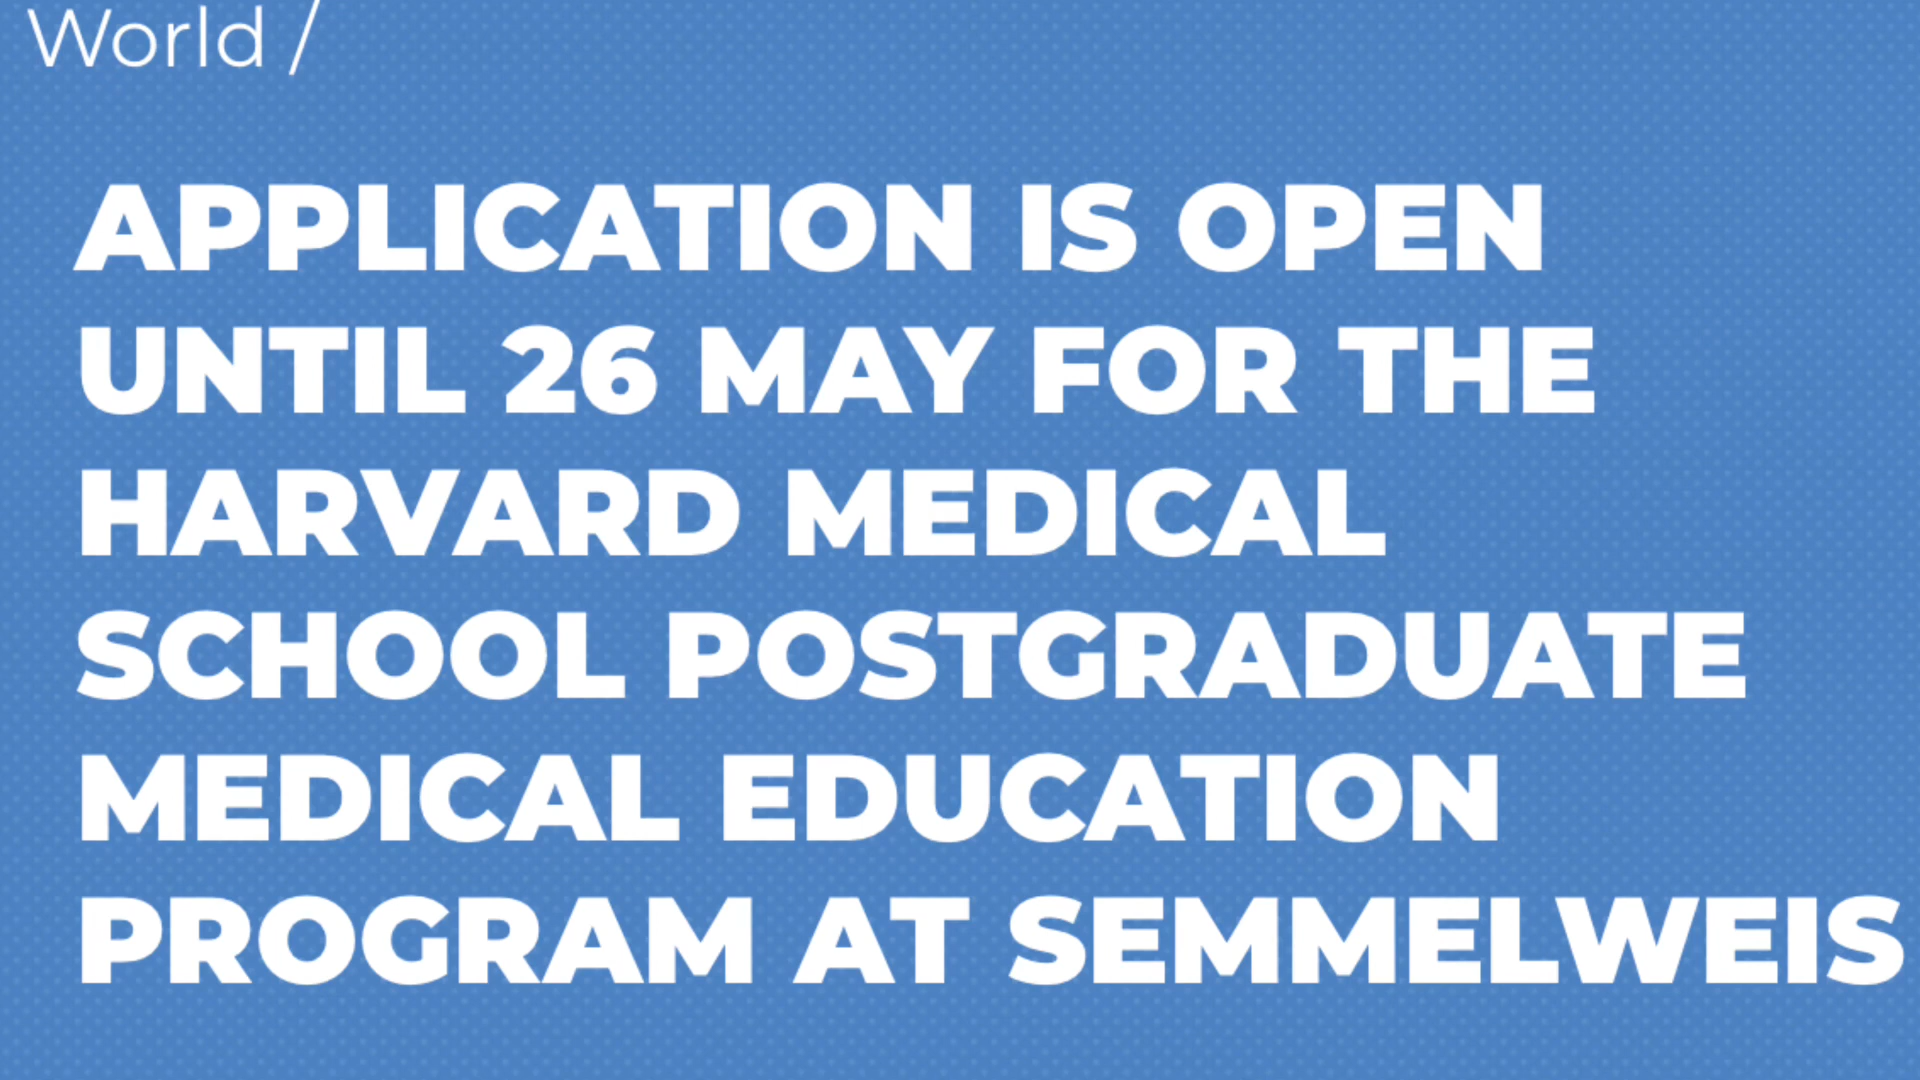 World /
APPLICATION IS OPEN
UNTIL 26 MAY FOR THE
HARVARD MEDICAL
SCHOOL POSTGRADUATE
MEDICAL EDUCATION
PROGRAM AT SEMMELWEIS